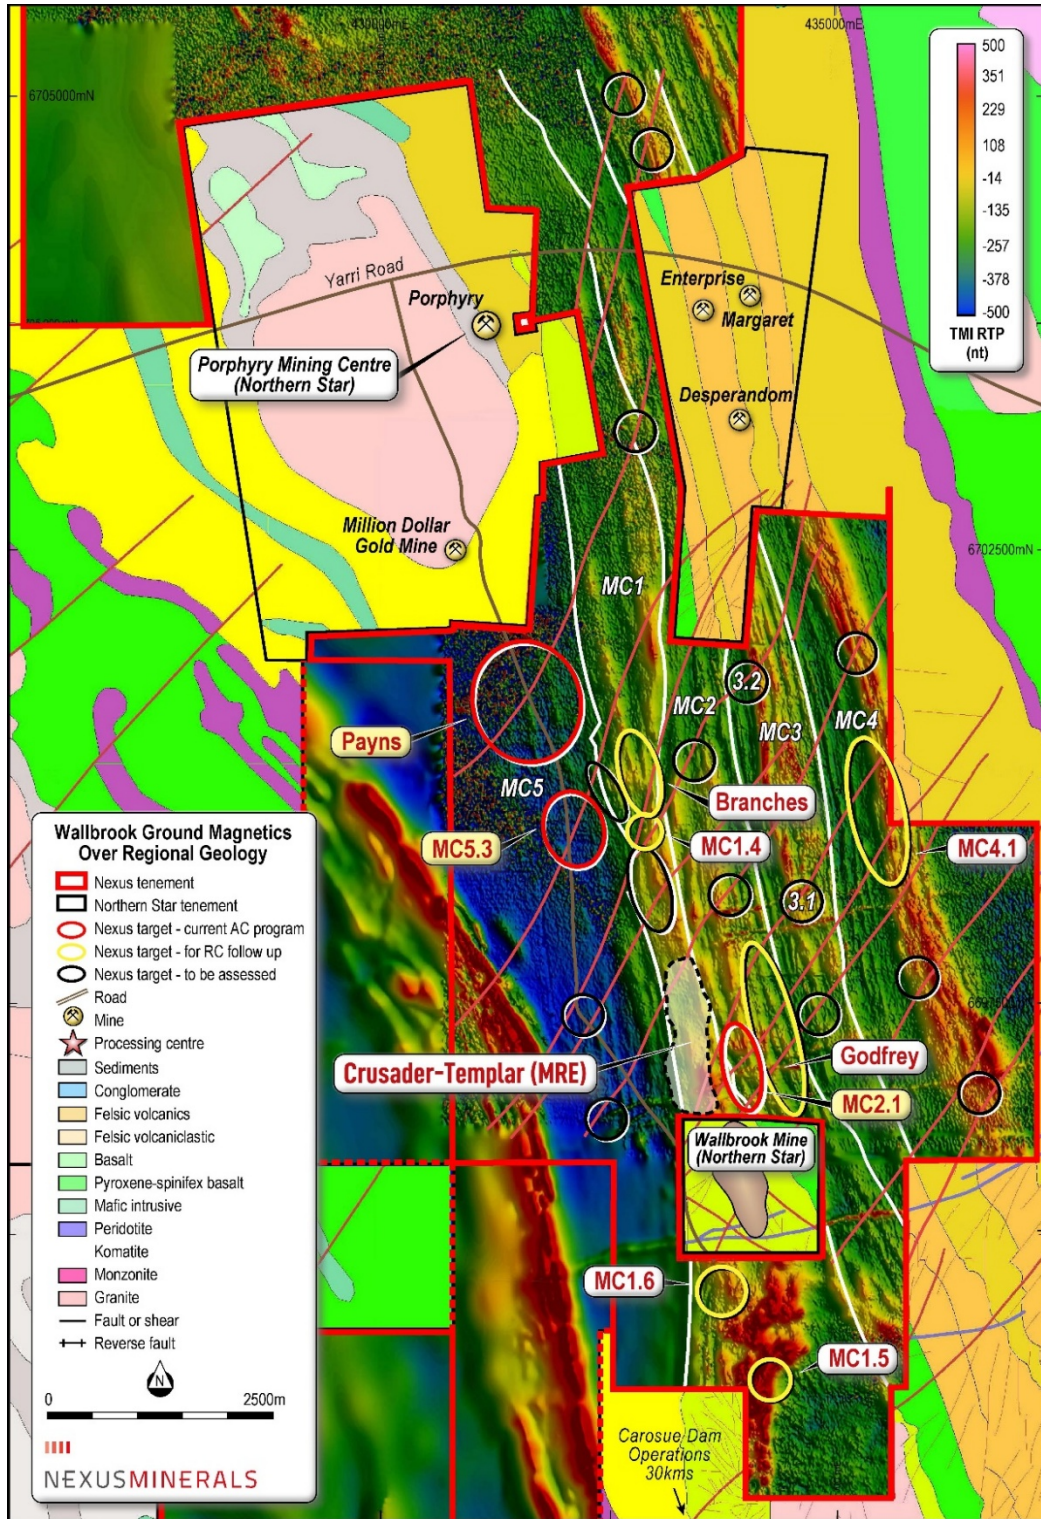 430000mE
435000mE
6705000mN
500
351
229
108
-14
-135
-257
-378
-500
TMI RTP
(nt)
Yarri Road
Porphyry
Porphyry Mining Centre
(Northern Star)
Enterprise
Margaret
Desperandom
Million Dollar
Gold Mine
6702500mN
MC1
3.2
MC2
MC3
MC4
Payns
MC5
Branches
MC5.3
MC1.4
MC4.1
3.1
Crusader-Templar (MRE)
Godfrey
MC2.1
Wallbrook Mine
(Northern Star)
MC1.6
MC1.5
Carosue Dam
Operations
30kms
Wallbrook Ground Magnetics
Over Regional Geology
Nexus tenement
Northern Star tenement
Nexus target - current AC program
Nexus target - for RC follow up
Nexus target - to be assessed
Road
Mine
Processing centre
Sediments
Conglomerate
Felsic volcanics
Felsic volcaniclastic
Basalt
Pyroxene-spinifex basalt
Mafic intrusive
Peridotite
Komatite
Monzonite
Granite
Fault or shear
Reverse fault
N
0 2500m
NEXUSMINERALS